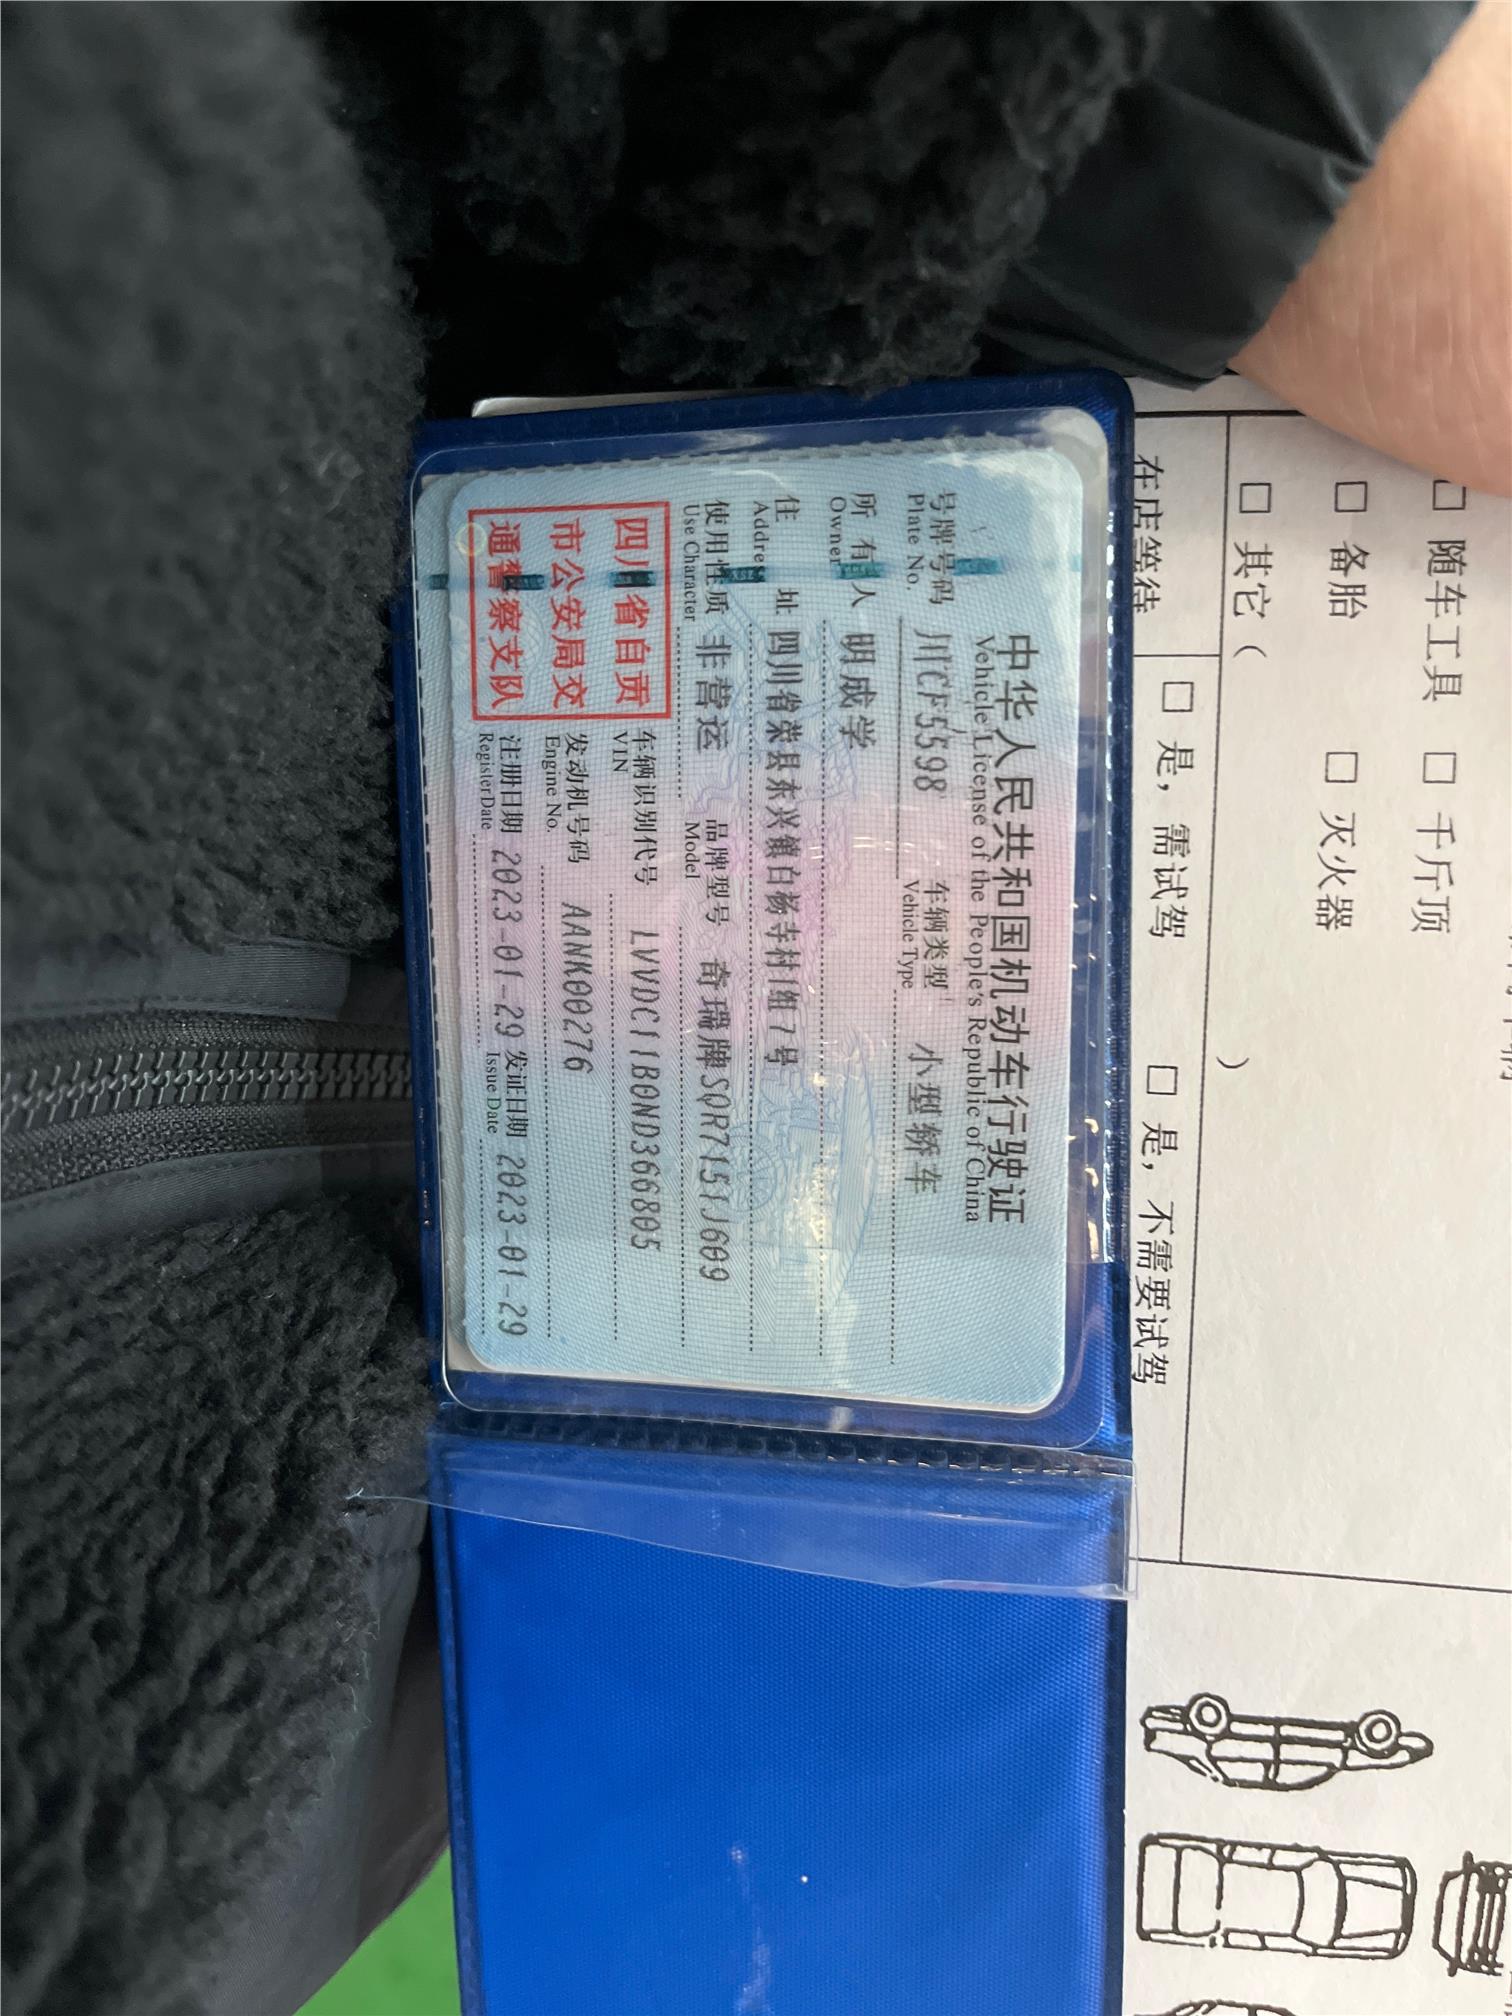 中华人民共和国机动车行驶证
Vehicle License of the People's Republic of China
号牌号码 川CF5598 车辆类型 小型轿车
Plate No. Vehicle Type
所有人 明成学
Owner
住址 四川省荣县东兴镇白杨寺村1组7号
Address
使用性质 非营运 品牌型号 奇瑞牌SQR7151J609
Use Character Model
四川省自贡
市公安局交
通警察支队
车辆识别代号 LVVDC11B0ND366805
VIN
发动机号码 AANK00276
Engine No.
注册日期 2023-01-29 发证日期 2023-01-29
Register Date Issue Date
□ 随车工具 □ 千斤顶
□ 备胎 □ 灭火器
□ 其它（ ）
在店等待 □ 是，需试驾 □ 是，不需要试驾